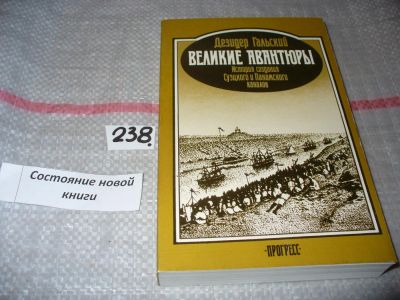 Дезидер Гальский
ВЕЛИКИЕ АВАНТЮРЫ
История создания
Суэцкого и Панамского
каналов
·ПРОГРЕСС·
238.
Состояние новой
книги